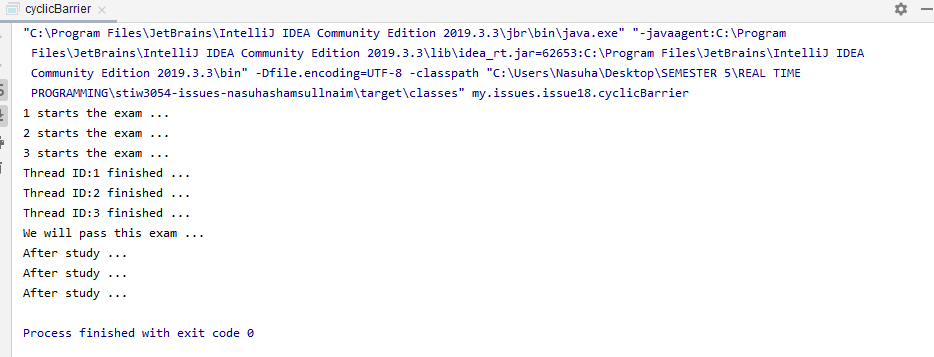 cyclicBarrier
"C:\Program Files\JetBrains\IntelliJ IDEA Community Edition 2019.3.3\jbr\bin\java.exe" "-javaagent:C:\Program
Files\JetBrains\IntelliJ IDEA Community Edition 2019.3.3\lib\idea_rt.jar=62653:C:\Program Files\JetBrains\IntelliJ IDEA
Community Edition 2019.3.3\bin" -Dfile.encoding=UTF-8 -classpath "C:\Users\Nasuha\Desktop\SEMESTER 5\REAL TIME
PROGRAMMING\stiw3054-issues-nasuhashamsullnaim\target\classes" my.issues.issue18.cyclicBarrier
1 starts the exam ...
2 starts the exam ...
3 starts the exam ...
Thread ID:1 finished ...
Thread ID:2 finished ...
Thread ID:3 finished ...
We will pass this exam ...
After study ...
After study ...
After study ...
Process finished with exit code 0